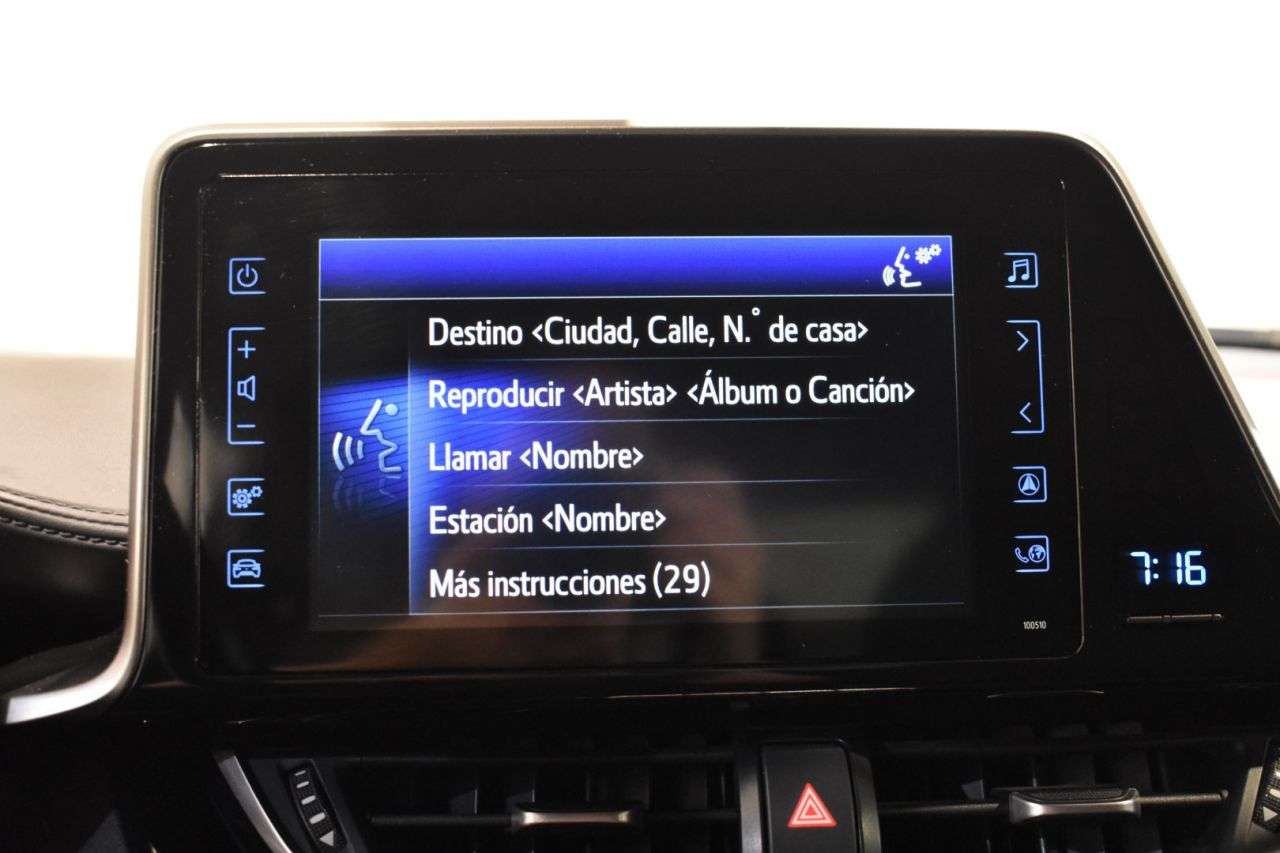 Destino <Ciudad, Calle, N.° de casa>
Reproducir <Artista> <Álbum o Canción>
Llamar <Nombre>
Estación <Nombre>
Más instrucciones (29)
7:16
100510